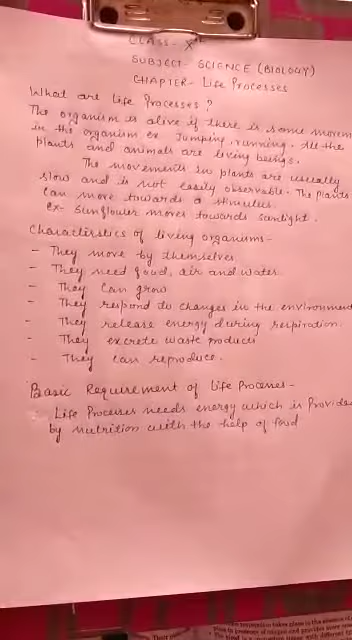 CLASS - Xth
SUBJECT - SCIENCE (BIOLOGY)
CHAPTER - Life Processes
What are life Processes ?
The organism is alive if there is some movem
in the organism ex Jumping, running. All the
plants and animals are living beings.
The movements in plants are usually
slow and is not easily observable. The plants
Can move towards a stimulus.
ex - Sunflower moves towards sunlight.
Characteristics of living organisms -
- They move by themselves
- They need food, air and water.
- They Can grow
- They respond to changes in the environment
- They release energy during respiration.
- They excrete waste products
- They can reproduce.
Basic Requirement of Life Processes -
Life Processes needs energy which is Provided
by nutrition with the help of food